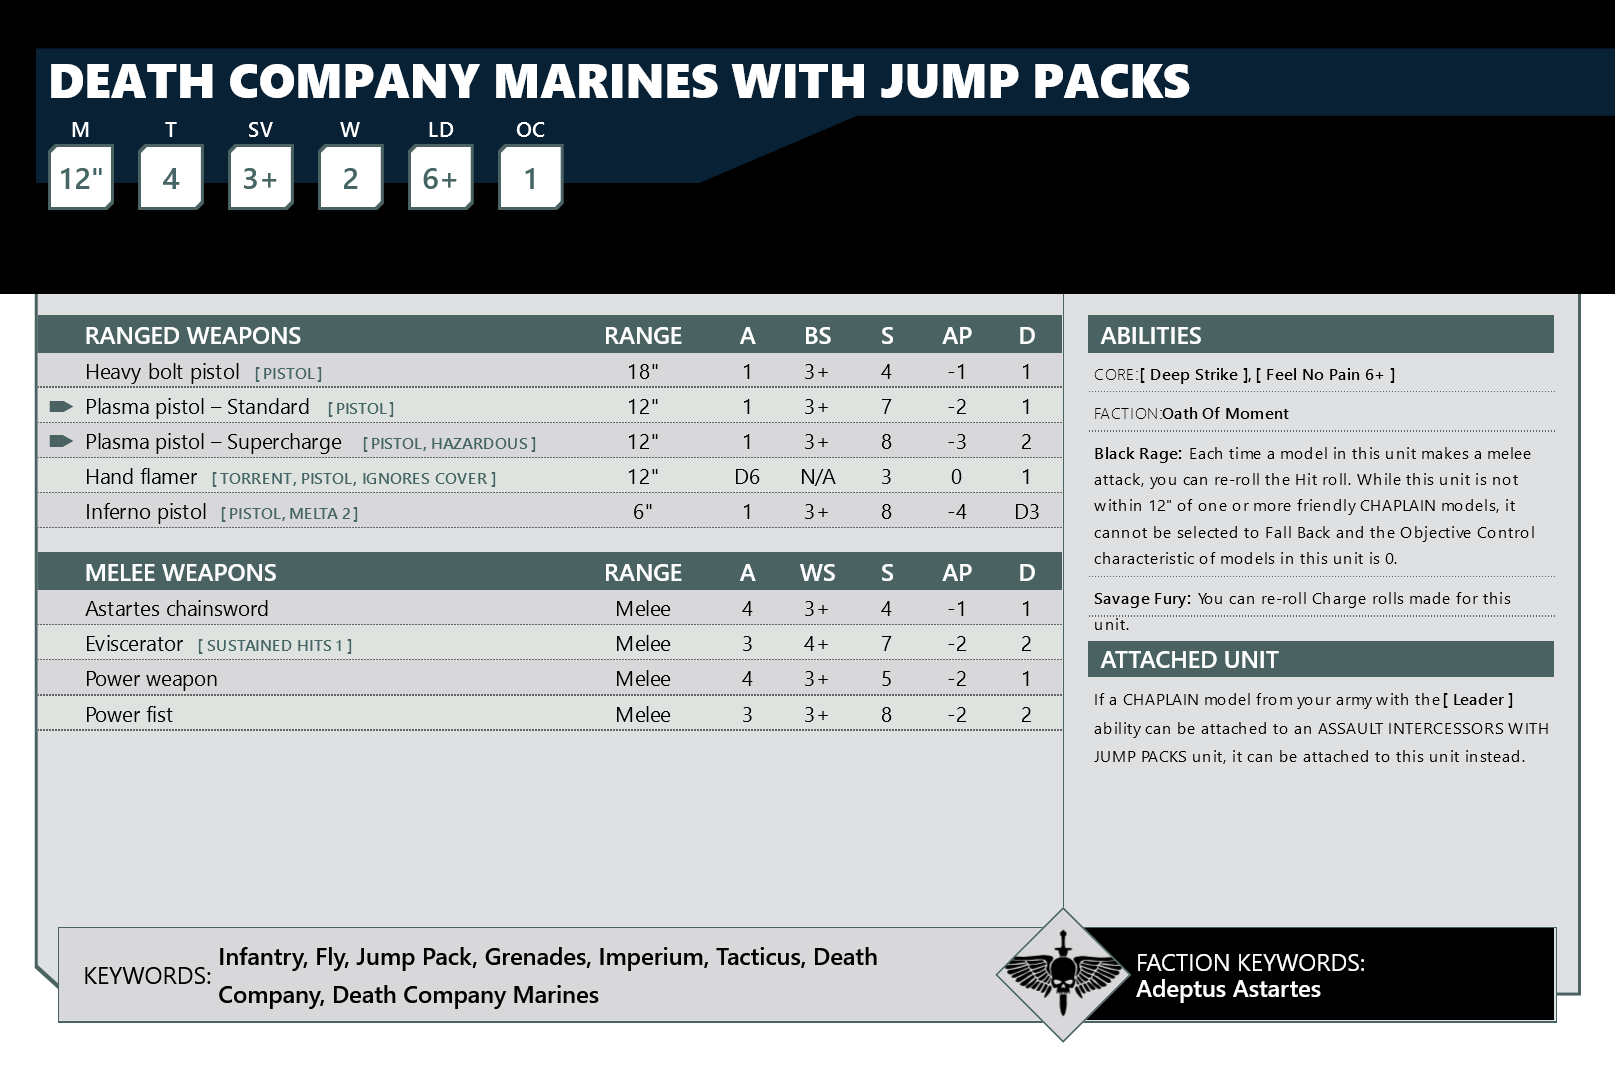 DEATH COMPANY MARINES WITH JUMP PACKS
M T SV W LD OC
12" 4 3+ 2 6+ 1
RANGED WEAPONS RANGE A BS S AP D
Heavy bolt pistol [ PISTOL ] 18" 1 3+ 4 -1 1
Plasma pistol – Standard [ PISTOL ] 12" 1 3+ 7 -2 1
Plasma pistol – Supercharge [ PISTOL, HAZARDOUS ] 12" 1 3+ 8 -3 2
Hand flamer [ TORRENT, PISTOL, IGNORES COVER ] 12" D6 N/A 3 0 1
Inferno pistol [ PISTOL, MELTA 2 ] 6" 1 3+ 8 -4 D3
MELEE WEAPONS RANGE A WS S AP D
Astartes chainsword Melee 4 3+ 4 -1 1
Eviscerator [ SUSTAINED HITS 1 ] Melee 3 4+ 7 -2 2
Power weapon Melee 4 3+ 5 -2 1
Power fist Melee 3 3+ 8 -2 2
ABILITIES
CORE:[ Deep Strike ], [ Feel No Pain 6+ ]
FACTION:Oath Of Moment
Black Rage: Each time a model in this unit makes a melee
attack, you can re-roll the Hit roll. While this unit is not
within 12" of one or more friendly CHAPLAIN models, it
cannot be selected to Fall Back and the Objective Control
characteristic of models in this unit is 0.
Savage Fury: You can re-roll Charge rolls made for this
unit.
ATTACHED UNIT
If a CHAPLAIN model from your army with the [ Leader ]
ability can be attached to an ASSAULT INTERCESSORS WITH
JUMP PACKS unit, it can be attached to this unit instead.
KEYWORDS: Infantry, Fly, Jump Pack, Grenades, Imperium, Tacticus, Death
Company, Death Company Marines
FACTION KEYWORDS:
Adeptus Astartes